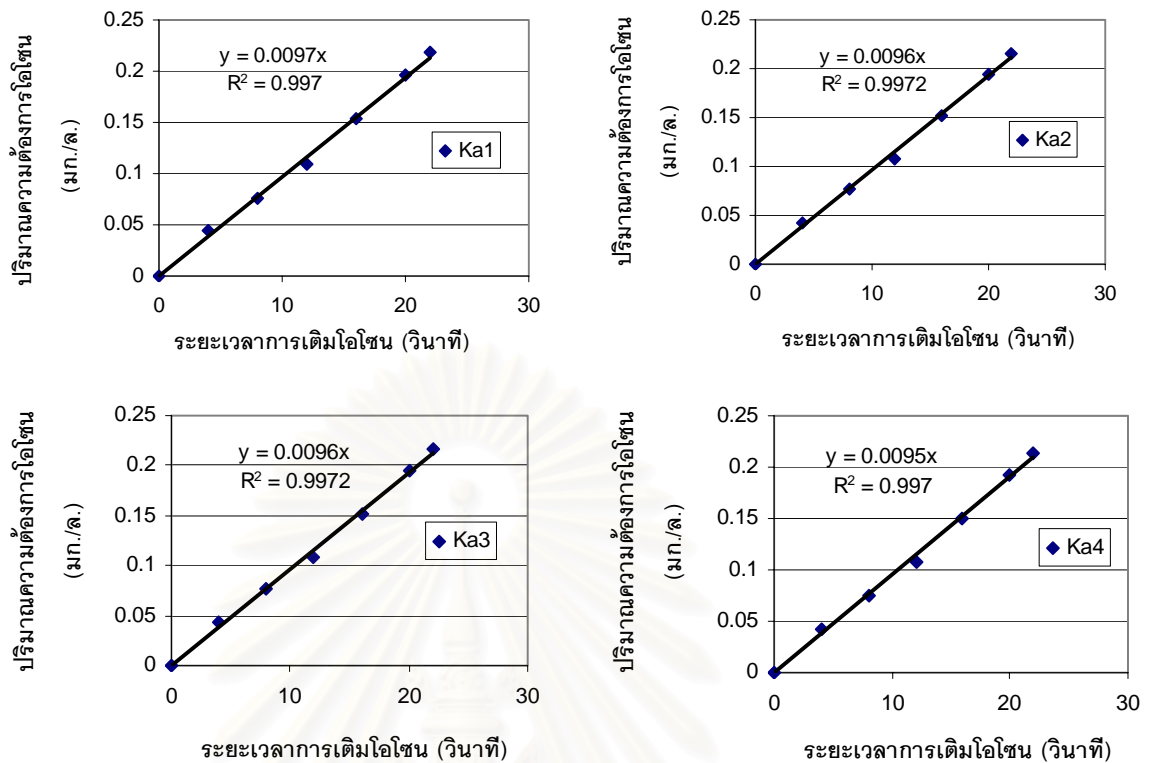 ปริมาณความต้องการโอโซน
(มก./ล.)
0.25
0.2
0.15
0.1
0.05
0
y = 0.0097x
R² = 0.997
Ka1
0 10 20 30
ระยะเวลาการเติมโอโซน (วินาที)
ปริมาณความต้องการโอโซน
(มก./ล.)
0.25
0.2
0.15
0.1
0.05
0
y = 0.0096x
R² = 0.9972
Ka2
0 10 20 30
ระยะเวลาการเติมโอโซน (วินาที)
ปริมาณความต้องการโอโซน
(มก./ล.)
0.25
0.2
0.15
0.1
0.05
0
y = 0.0096x
R² = 0.9972
Ka3
0 10 20 30
ระยะเวลาการเติมโอโซน (วินาที)
ปริมาณความต้องการโอโซน
(มก./ล.)
0.25
0.2
0.15
0.1
0.05
0
y = 0.0095x
R² = 0.997
Ka4
0 10 20 30
ระยะเวลาการเติมโอโซน (วินาที)